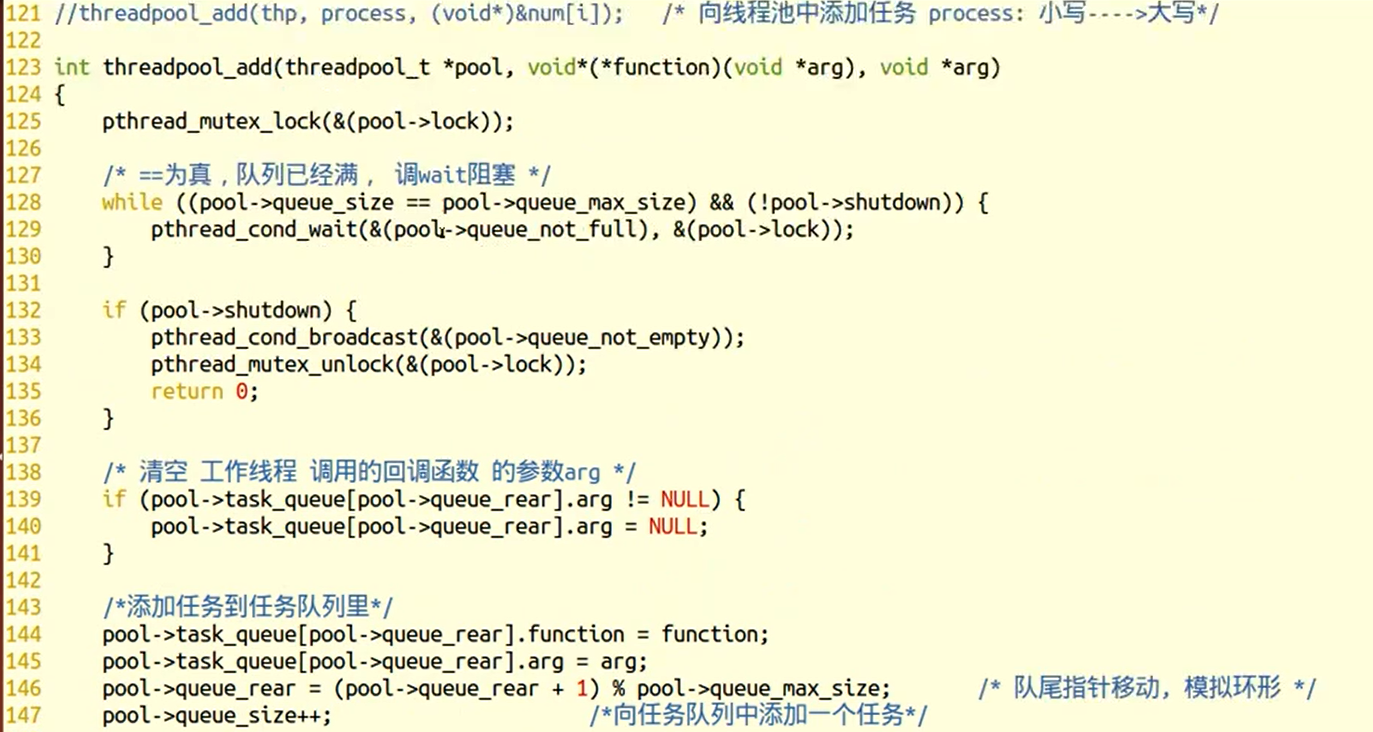 121 //threadpool_add(thp, process, (void*)&num[i]);   /* 向线程池中添加任务 process: 小写---->大写*/
122
123 int threadpool_add(threadpool_t *pool, void*(*function)(void *arg), void *arg)
124 {
125     pthread_mutex_lock(&(pool->lock));
126
127     /* ==为真，队列已经满， 调wait阻塞 */
128     while ((pool->queue_size == pool->queue_max_size) && (!pool->shutdown)) {
129         pthread_cond_wait(&(pool->queue_not_full), &(pool->lock));
130     }
131
132     if (pool->shutdown) {
133         pthread_cond_broadcast(&(pool->queue_not_empty));
134         pthread_mutex_unlock(&(pool->lock));
135         return 0;
136     }
137
138     /* 清空 工作线程 调用的回调函数 的参数arg */
139     if (pool->task_queue[pool->queue_rear].arg != NULL) {
140         pool->task_queue[pool->queue_rear].arg = NULL;
141     }
142
143     /*添加任务到任务队列里*/
144     pool->task_queue[pool->queue_rear].function = function;
145     pool->task_queue[pool->queue_rear].arg = arg;
146     pool->queue_rear = (pool->queue_rear + 1) % pool->queue_max_size;       /* 队尾指针移动，模拟环形 */
147     pool->queue_size++;                     /*向任务队列中添加一个任务*/